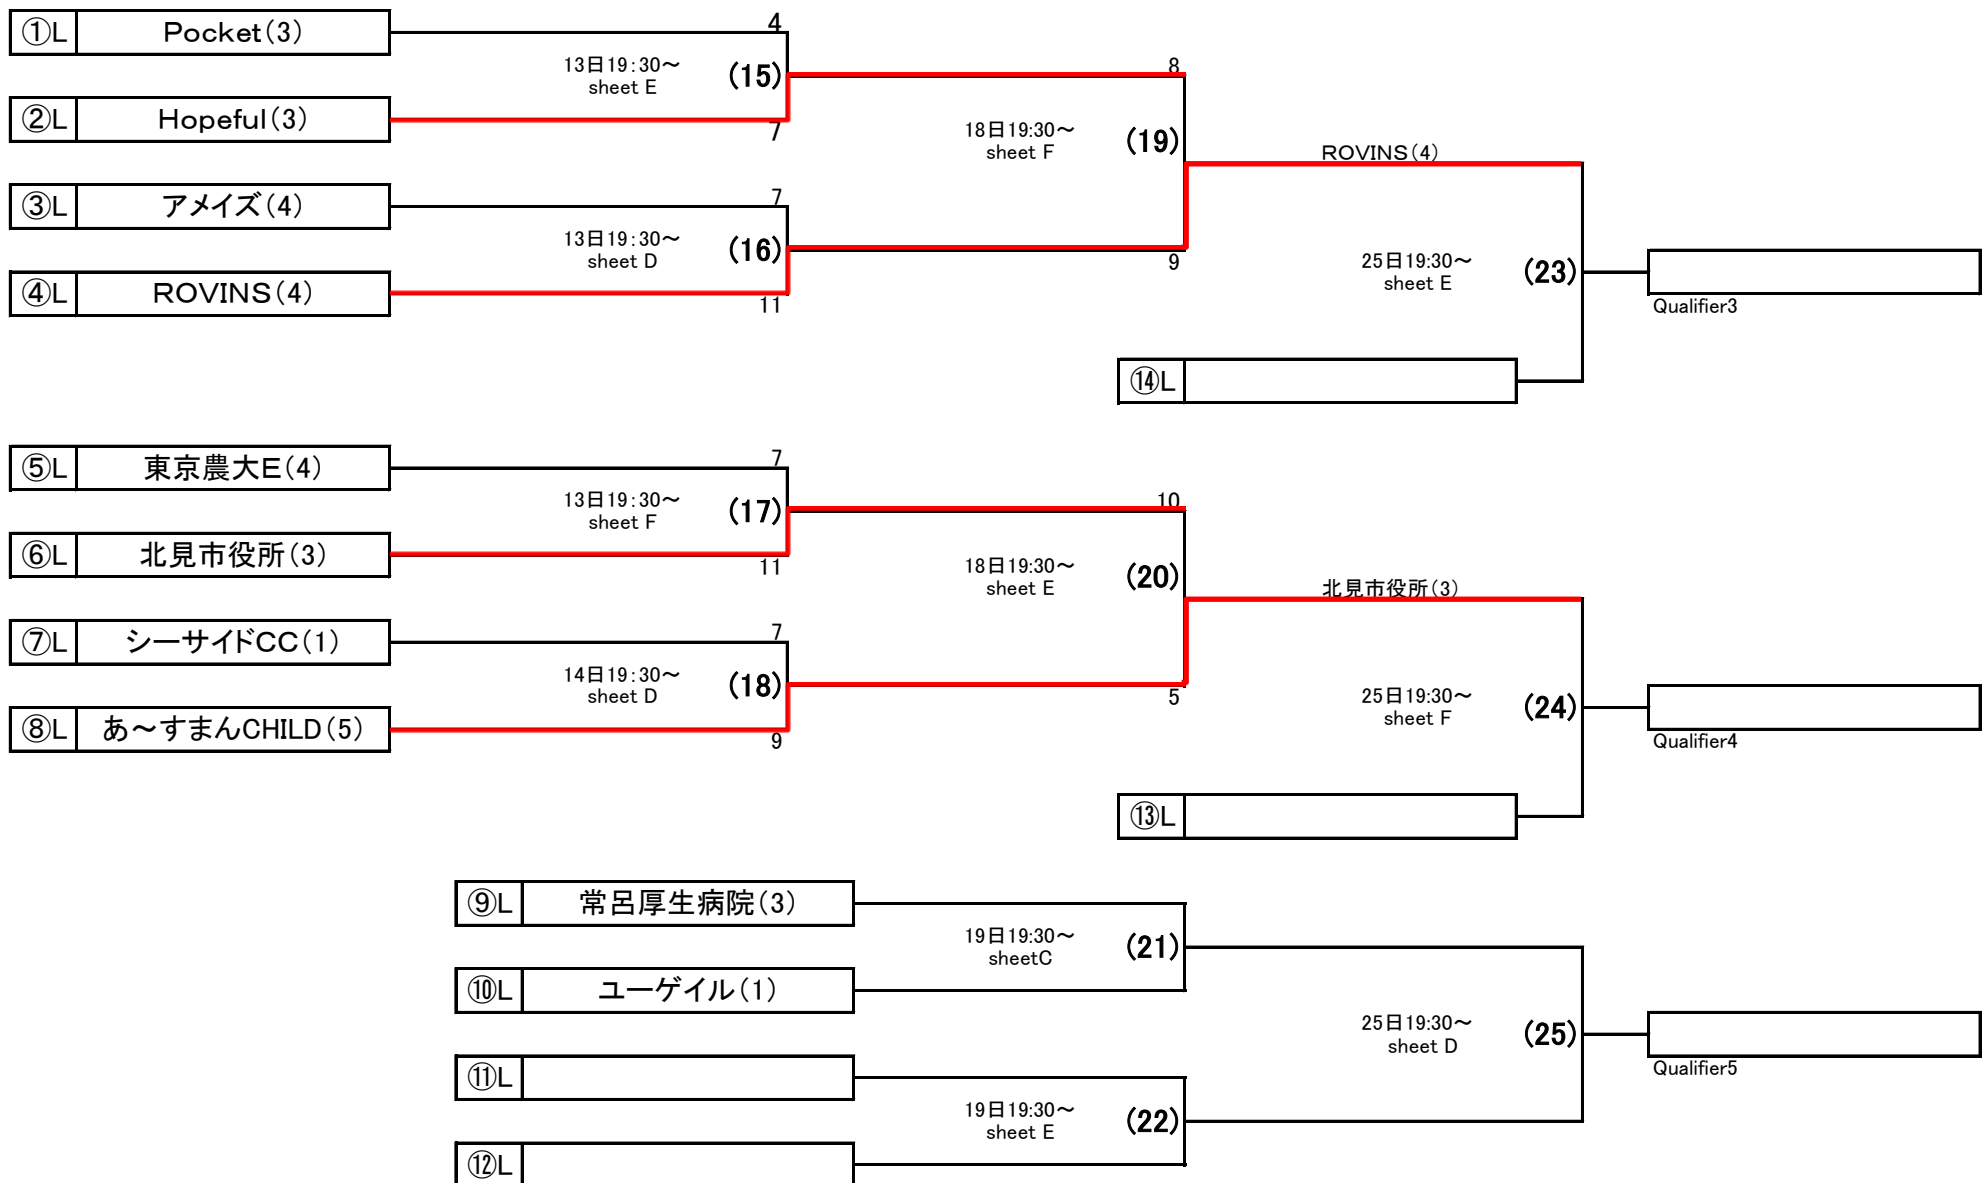 ①L Pocket(3)
4
13日19:30～
sheet E
(15)
②L Hopeful(3)
7
8
18日19:30～
sheet F
(19)
③L アメイズ(4)
7
13日19:30～
sheet D
(16)
④L ROVINS(4)
11
9
ROVINS(4)
25日19:30～
sheet E
(23)
Qualifier3
⑭L
⑤L 東京農大E(4)
7
13日19:30～
sheet F
(17)
⑥L 北見市役所(3)
11
10
18日19:30～
sheet E
(20)
⑦L シーサイドCC(1)
7
14日19:30～
sheet D
(18)
⑧L あ～すまんCHILD(5)
9
5
北見市役所(3)
25日19:30～
sheet F
(24)
Qualifier4
⑬L
⑨L 常呂厚生病院(3)
19日19:30～
sheetC
(21)
⑩L ユーゲイル(1)
25日19:30～
sheet D
(25)
Qualifier5
⑪L
19日19:30～
sheet E
(22)
⑫L